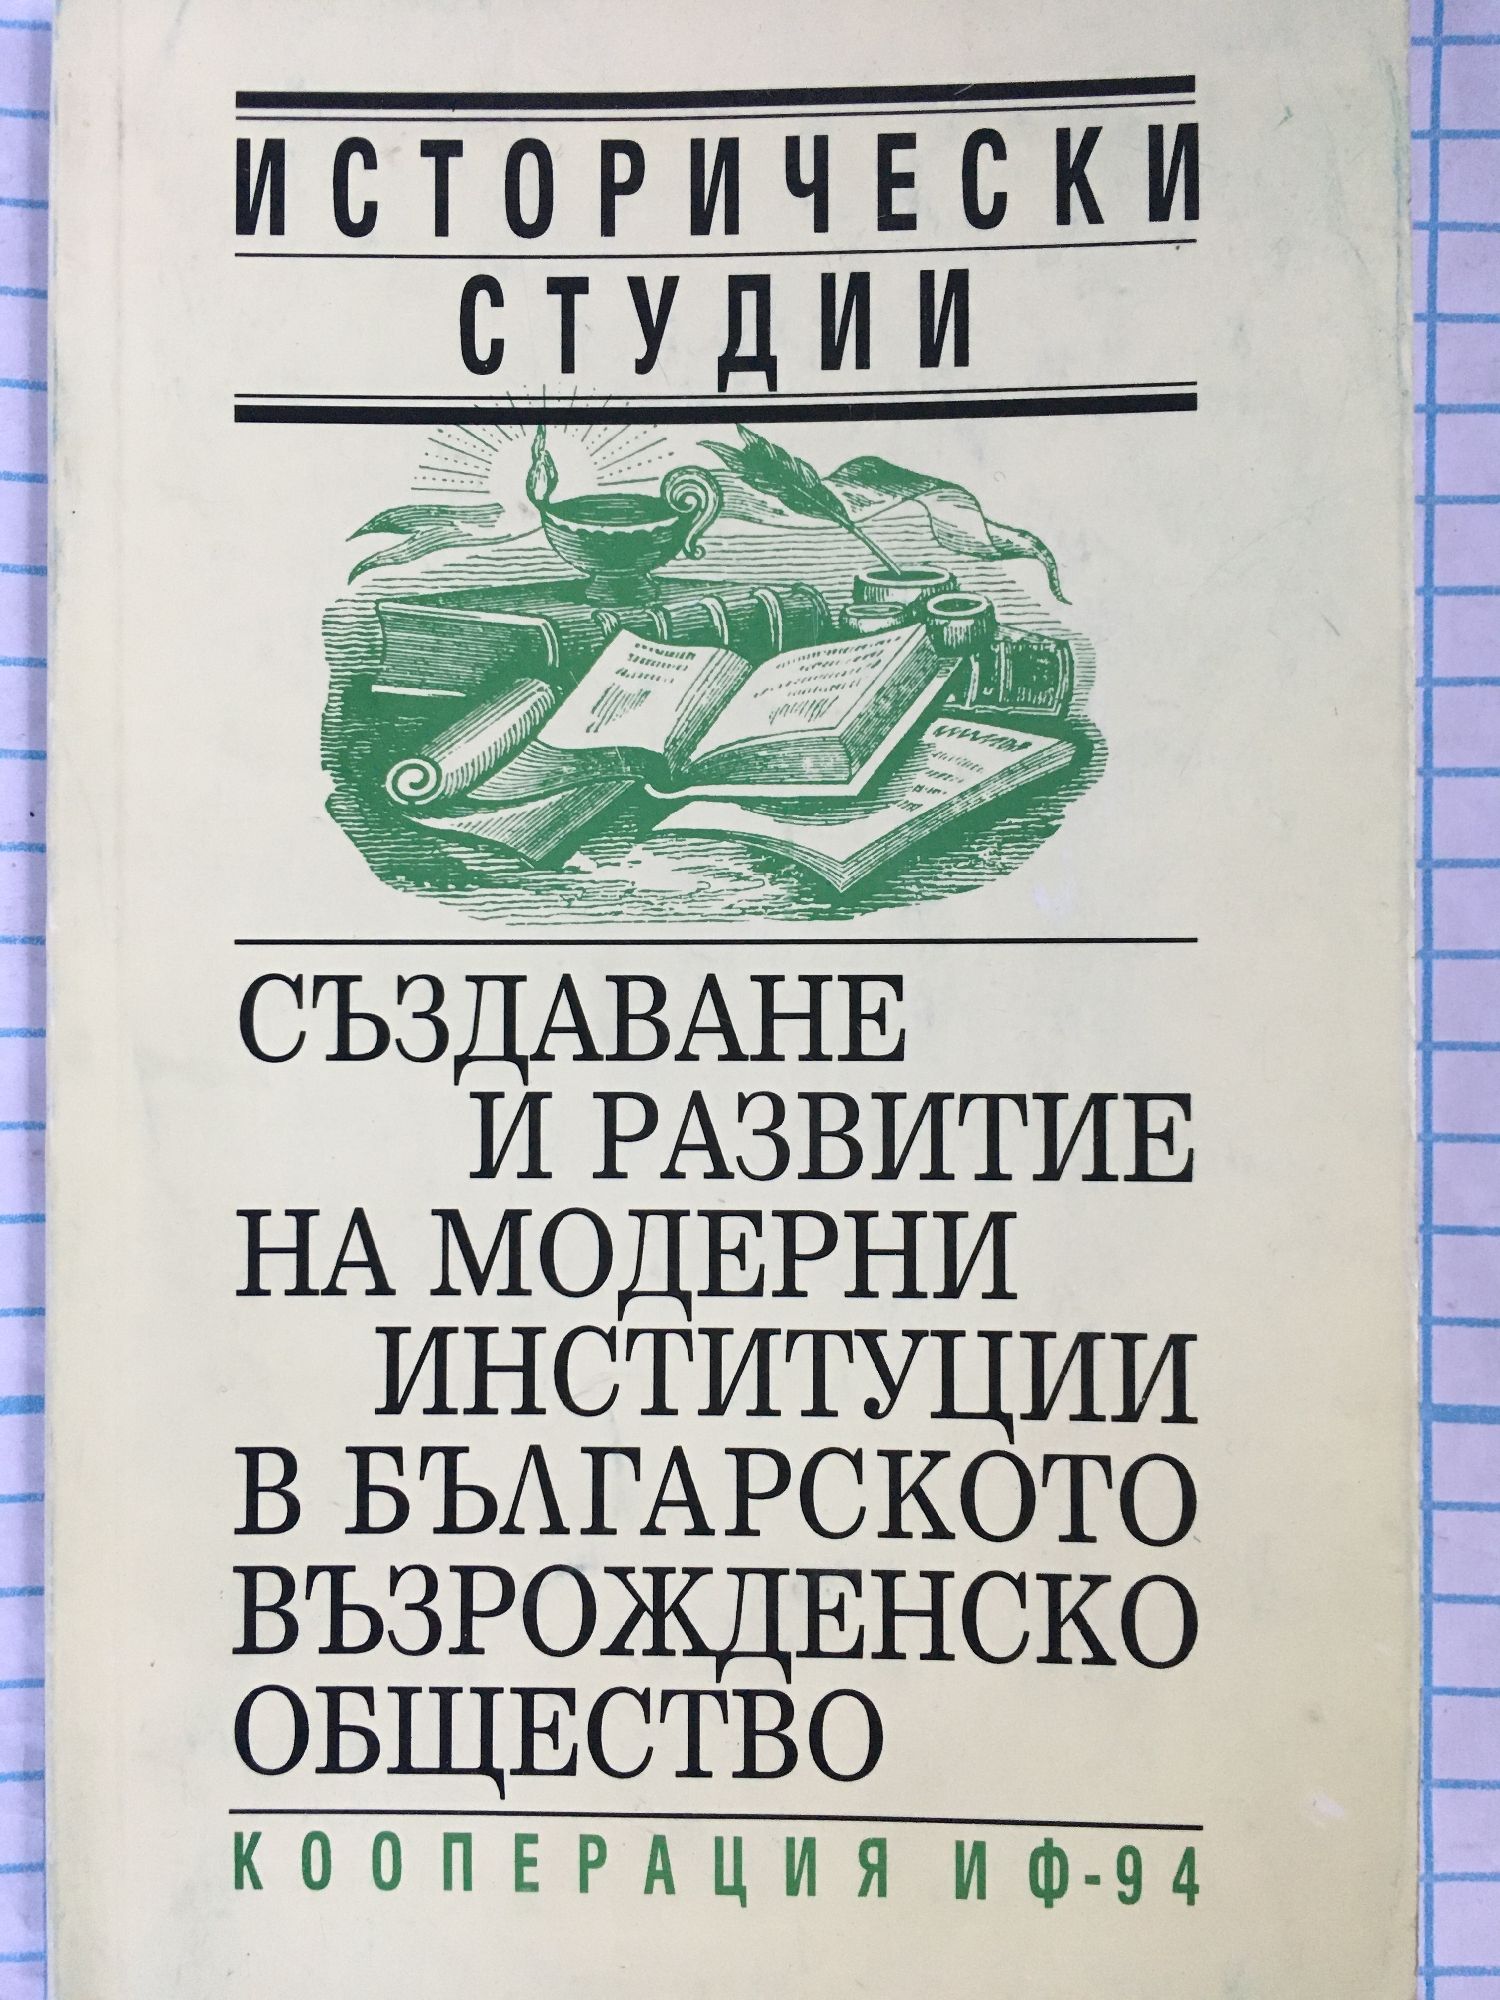 ИСТОРИЧЕСКИ
СТУДИИ
СЪЗДАВАНЕ
И РАЗВИТИЕ
НА МОДЕРНИ
ИНСТИТУЦИИ
В БЪЛГАРСКОТО
ВЪЗРОЖДЕНСКО
ОБЩЕСТВО
КООПЕРАЦИЯ ИФ-94